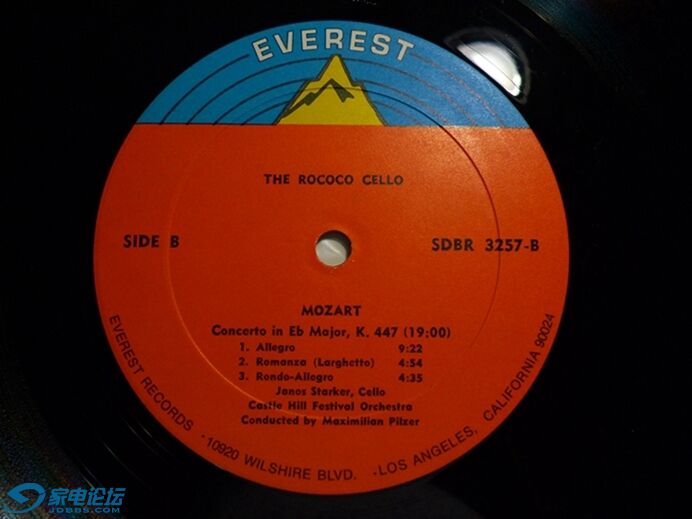 EVEREST
THE ROCOCO CELLO
SIDE B
SDBR 3257-B
MOZART
Concerto in Eb Major, K. 447 (19:00)
1. Allegro 9:22
2. Romanza (Larghetto) 4:54
3. Rondo-Allegro 4:35
Janos Starker, Cello
Castle Hill Festival Orchestra
Conducted by Maximilian Pilzer
EVEREST RECORDS · 10920 WILSHIRE BLVD. · LOS ANGELES, CALIFORNIA 90024
家电论坛
JDBBS.COM